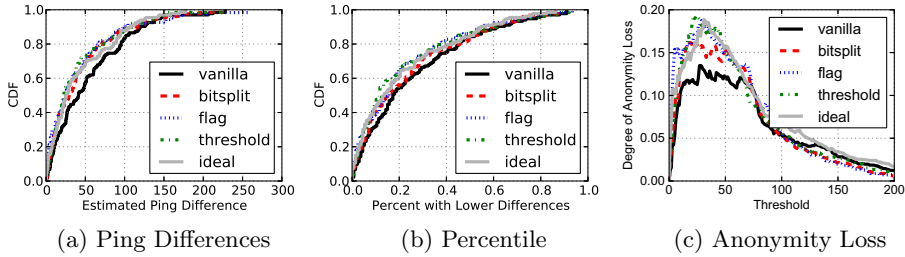 CDF
1.0
0.8
0.6
0.4
0.2
0.0
0 50 100 150 200 250 300
Estimated Ping Difference
vanilla
bitsplit
flag
threshold
ideal
(a) Ping Differences
CDF
1.0
0.8
0.6
0.4
0.2
0.0
0.0 0.2 0.4 0.6 0.8 1.0
Percent with Lower Differences
vanilla
bitsplit
flag
threshold
ideal
(b) Percentile
Degree of Anonymity Loss
0.20
0.15
0.10
0.05
0.00
0 50 100 150 200
Threshold
vanilla
bitsplit
flag
threshold
ideal
(c) Anonymity Loss